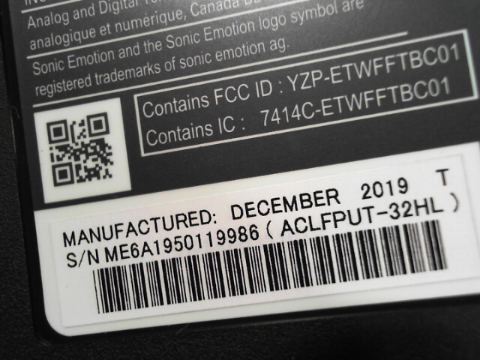 Analog and Digital
analogique et numérique, Canada
Sonic Emotion and the Sonic Emotion logo symbol are
registered trademarks of sonic emotion ag.
Contains FCC ID : YZP-ETWFFTBC01
Contains IC : 7414C-ETWFFTBC01
MANUFACTURED: DECEMBER 2019 T
S/N ME6A1950119986 ( ACLFPUT-32HL )